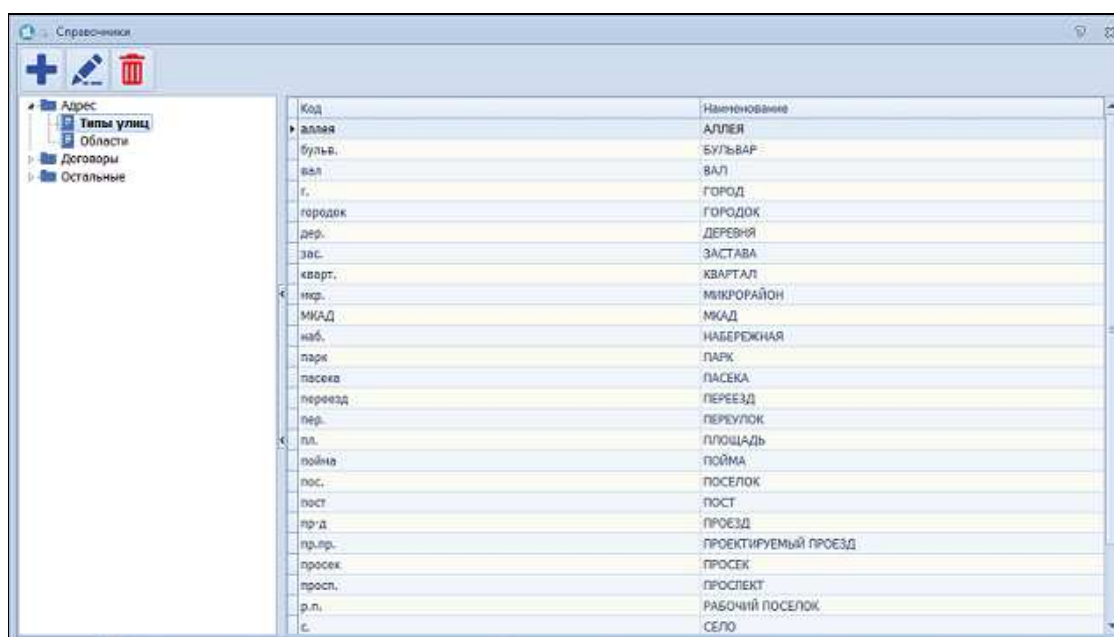 Справочники
Адрес
Типы улиц
Области
Договоры
Остальные
Код Наименование
аллея АЛЛЕЯ
бульв. БУЛЬВАР
вал ВАЛ
г. ГОРОД
городок ГОРОДОК
дер. ДЕРЕВНЯ
зас. ЗАСТАВА
кварт. КВАРТАЛ
мкр. МИКРОРАЙОН
МКАД МКАД
наб. НАБЕРЕЖНАЯ
парк ПАРК
пасека ПАСЕКА
переезд ПЕРЕЕЗД
пер. ПЕРЕУЛОК
пл. ПЛОЩАДЬ
пойма ПОЙМА
пос. ПОСЕЛОК
пост ПОСТ
пр-д ПРОЕЗД
пр.пр. ПРОЕКТИРУЕМЫЙ ПРОЕЗД
просек ПРОСЕК
просп. ПРОСПЕКТ
р.п. РАБОЧИЙ ПОСЕЛОК
с. СЕЛО